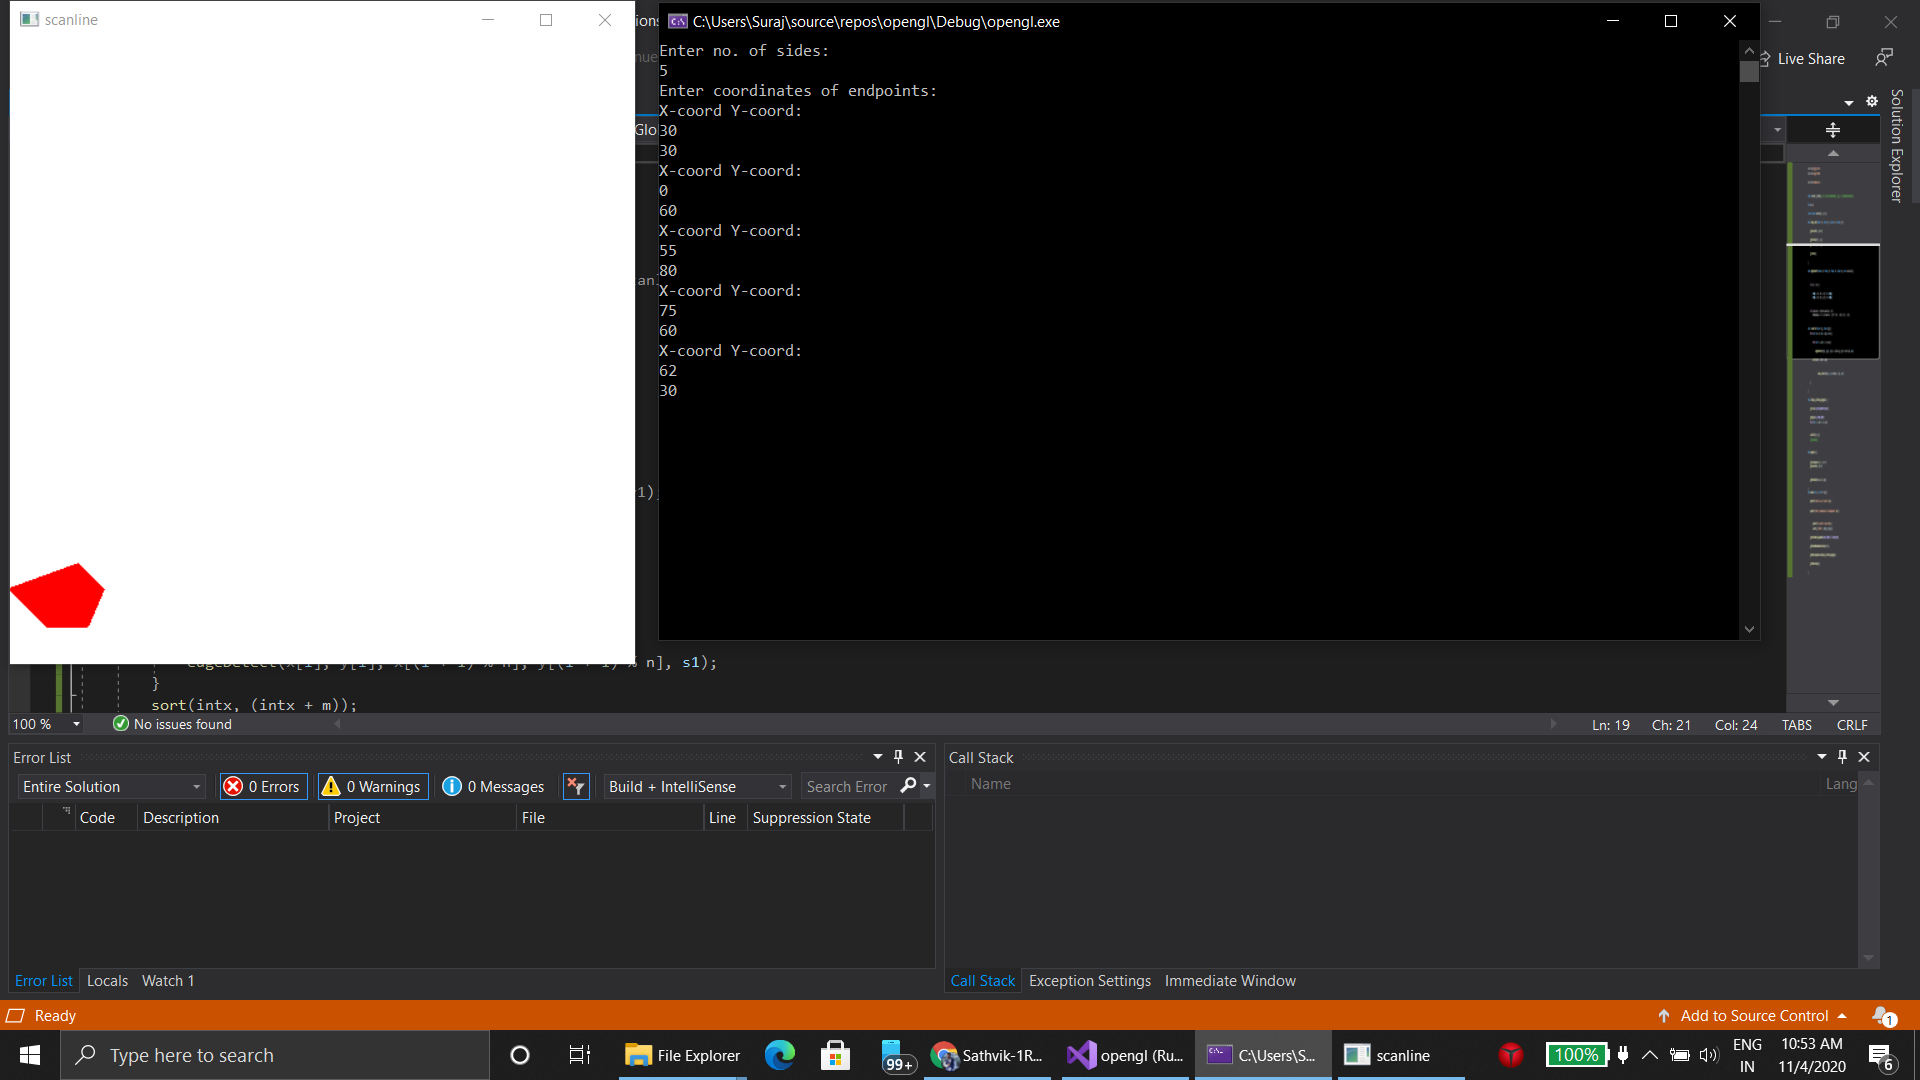 scanline
C:\Users\Suraj\source\repos\opengl\Debug\opengl.exe
Live Share
Solution Explorer
Enter no. of sides:
5
Enter coordinates of endpoints:
X-coord Y-coord:
30
30
X-coord Y-coord:
0
60
X-coord Y-coord:
55
80
X-coord Y-coord:
75
60
X-coord Y-coord:
62
30
sort(intx, (intx + m));
n], s1);
}
100 %
No issues found
Ln: 19 Ch: 21 Col: 24 TABS CRLF
Error List
Entire Solution
0 Errors
0 Warnings
0 Messages
Build + IntelliSense
Search Error
Code Description Project File Line Suppression State
Error List Locals Watch 1
Call Stack
Name Lang
Call Stack Exception Settings Immediate Window
Ready
Add to Source Control
1
Type here to search
File Explorer
99+
Sathvik-1R...
opengl (Ru...
C:\Users\S...
scanline
100%
ENG
IN
10:53 AM
11/4/2020
6